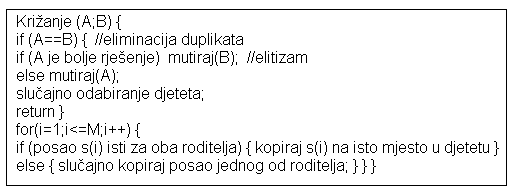 Križanje (A;B) {
if (A==B) {  //eliminacija duplikata
if (A je bolje rješenje)  mutiraj(B);  //elitizam
else mutiraj(A);
slučajno odabiranje djeteta;
return }
for(i=1;i<=M;i++) {
if (posao s(i) isti za oba roditelja) { kopiraj s(i) na isto mjesto u djetetu }
else { slučajno kopiraj posao jednog od roditelja; } } }